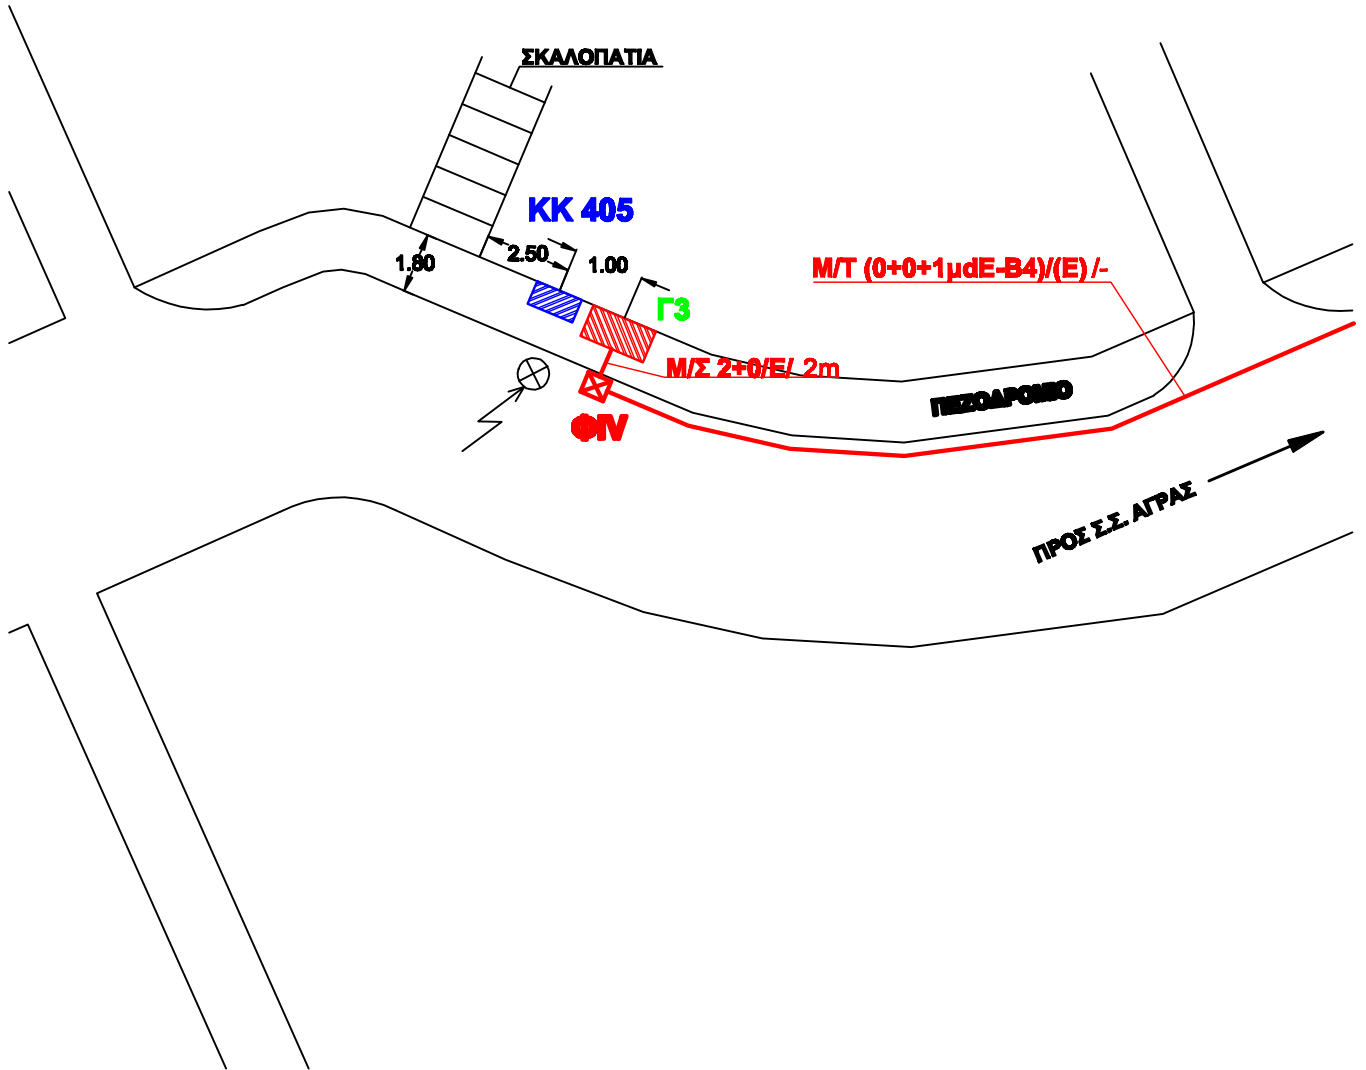 ΣΚΑΛΟΠΑΤΙΑ
ΚΚ 405
1.80
2.50
1.00
Γ3
Μ/Τ (0+0+1μdE-B4)/(E) /-
Μ/Σ 2+0/Ε/ 2m
ΦIV
ΠΕΖΟΔΡΟΜΙΟ
ΠΡΟΣ Σ.Σ. ΑΓΡΑΣ